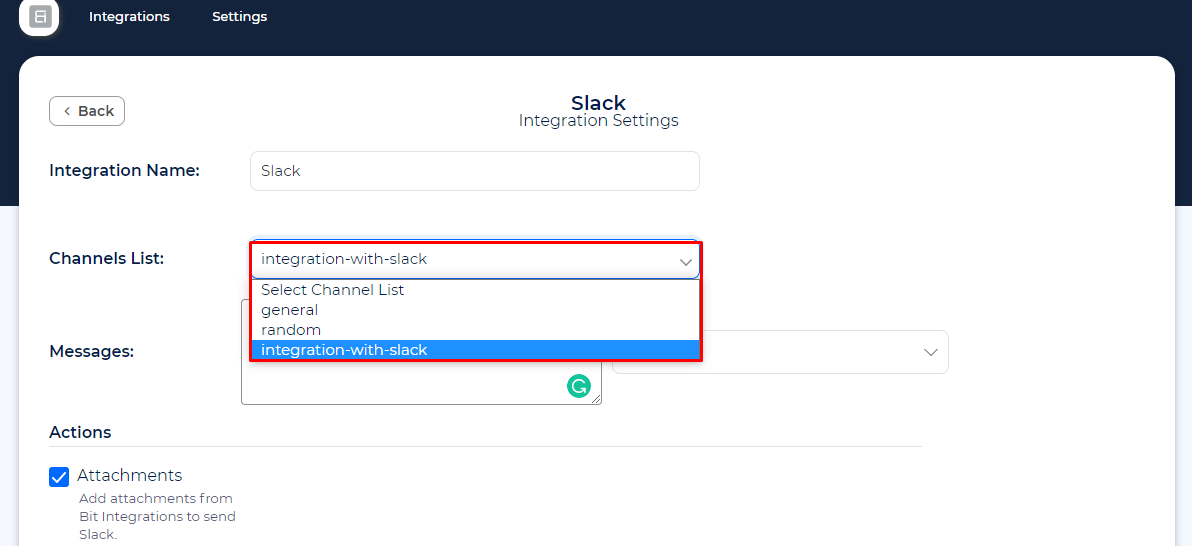 Integrations
Settings
Back
Slack
Integration Settings
Integration Name:
Slack
Channels List:
integration-with-slack
Select Channel List
general
random
integration-with-slack
Messages:
Actions
Attachments
Add attachments from
Bit Integrations to send
Slack.